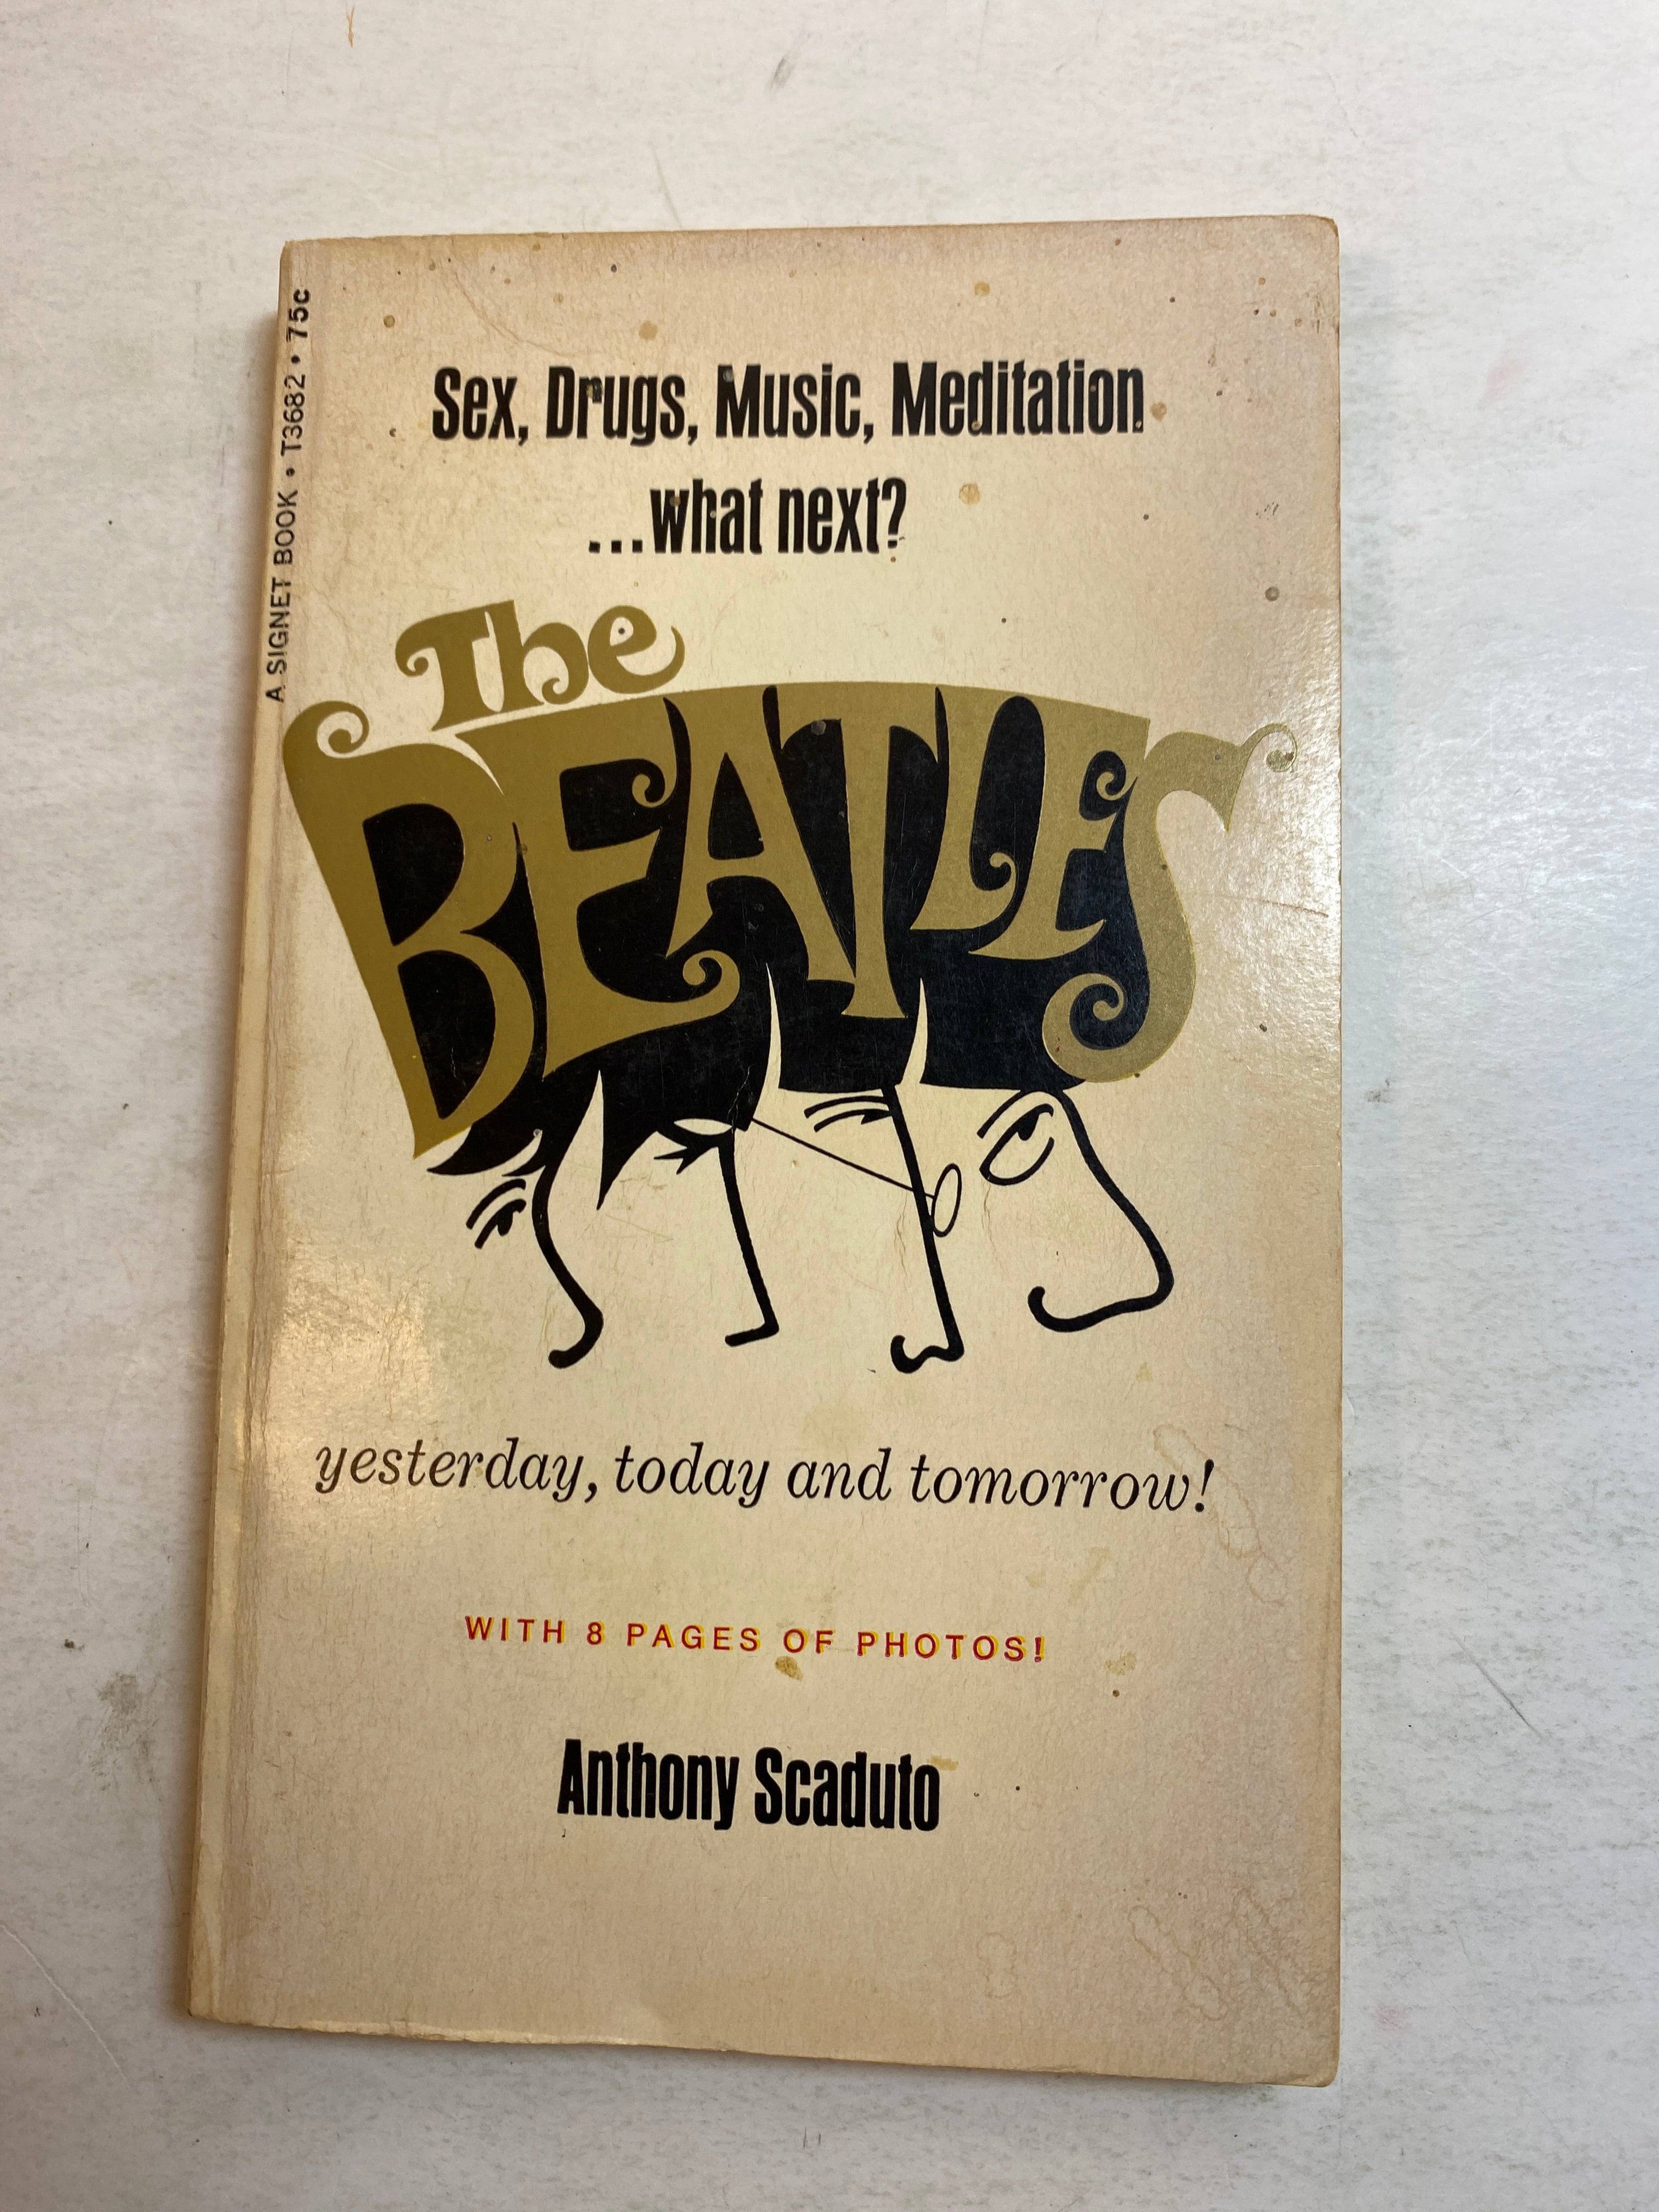 A SIGNET BOOK • T3682 • 75c
Sex, Drugs, Music, Meditation
...what next?
The
BEATLES
yesterday, today and tomorrow!
WITH 8 PAGES OF PHOTOS!
Anthony Scaduto